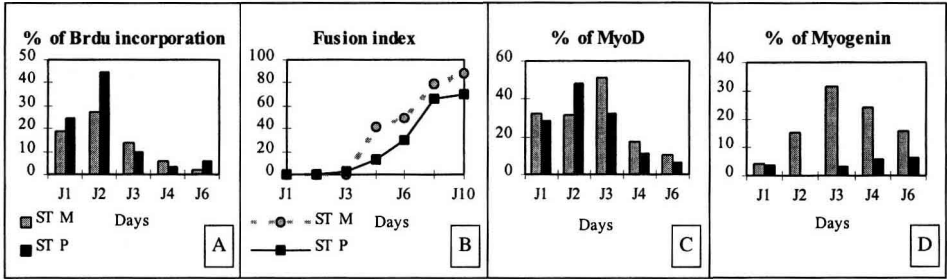 % of Brdu incorporation
50
40
30
20
10
0
J1 J2 J3 J4 J6
ST M
Days
ST P
A
Fusion index
100
80
60
40
20
0
J1 J3 J6 J10
Days
ST M
ST P
B
% of MyoD
60
40
20
0
J1 J2 J3 J4 J6
Days
C
% of Myogenin
40
30
20
10
0
J1 J2 J3 J4 J6
Days
D